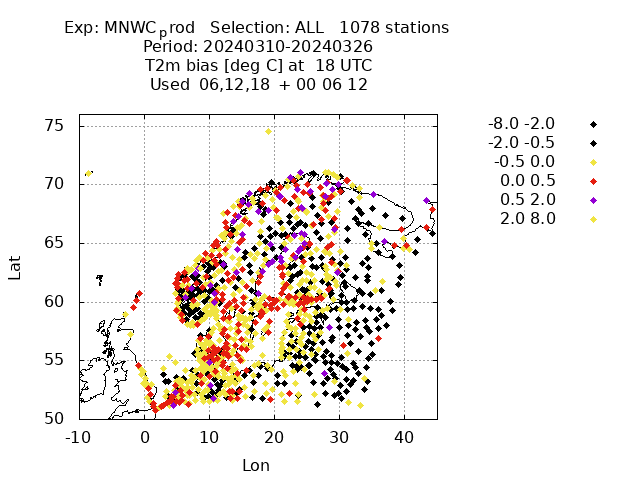 Exp: MNWCprod   Selection: ALL   1078 stations
Period: 20240310-20240326
T2m bias [deg C] at  18 UTC
Used  06,12,18  + 00 06 12
-8.0 -2.0
-2.0 -0.5
-0.5 0.0
0.0 0.5
0.5 2.0
2.0 8.0
75
70
65
60
55
50
Lat
-10 0 10 20 30 40
Lon